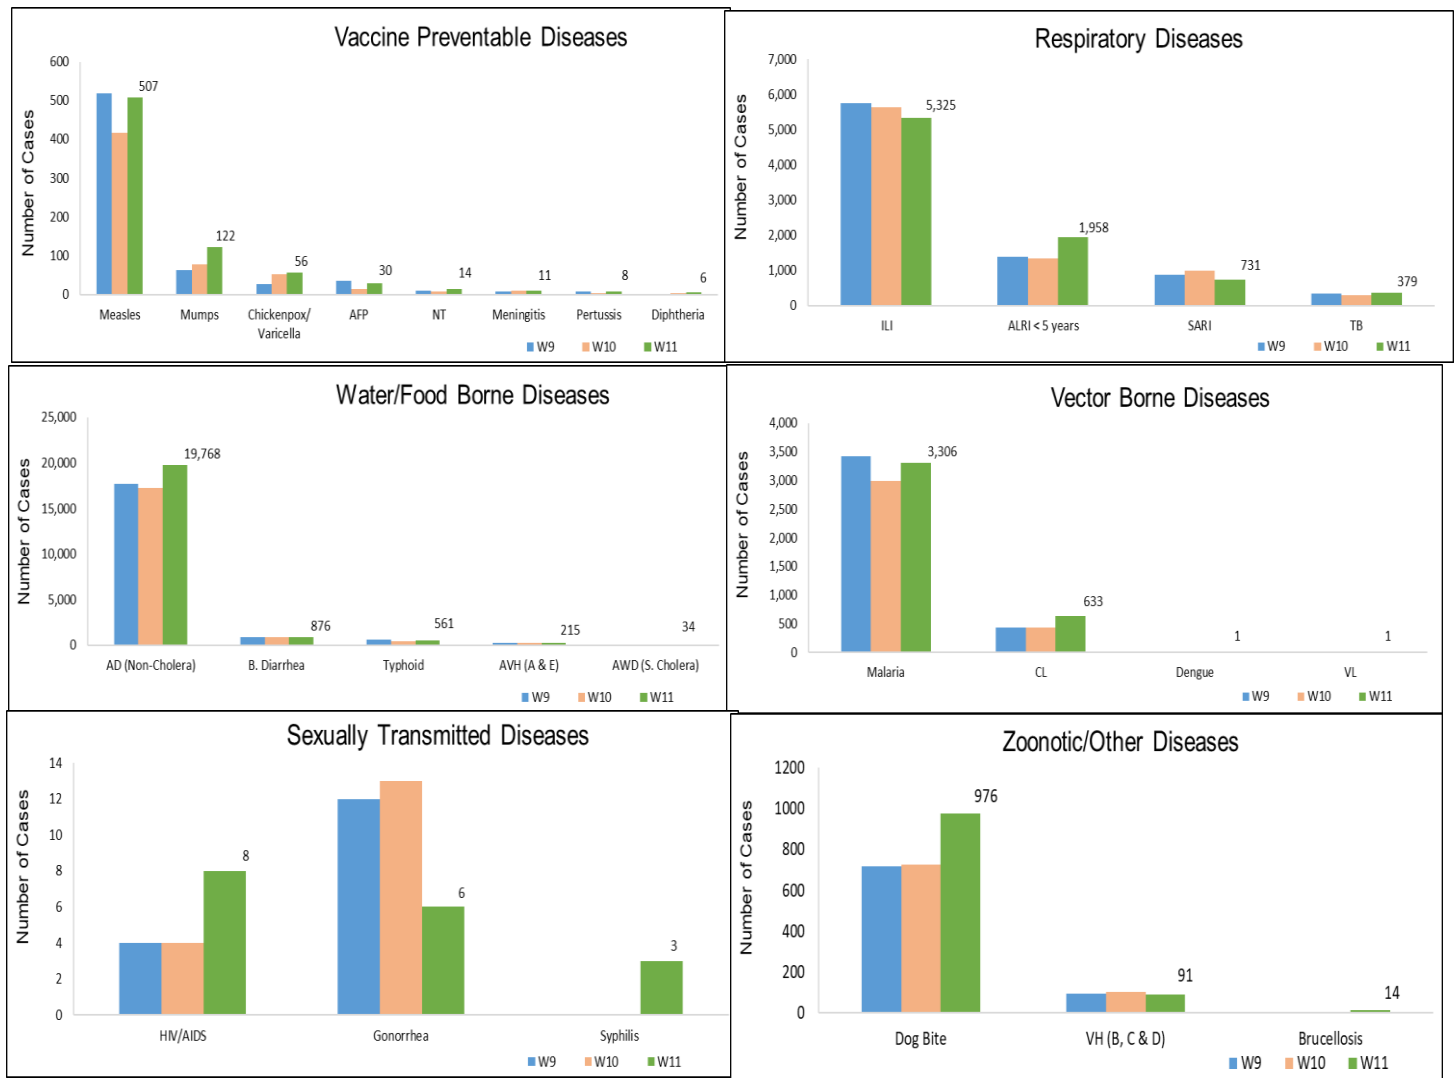 Vaccine Preventable Diseases
Number of Cases
600
500
400
300
200
100
0
507
122
56
30
14
11
8
6
Measles
Mumps
Chickenpox/
Varicella
AFP
NT
Meningitis
Pertussis
Diphtheria
W9 W10 W11
Respiratory Diseases
Number of Cases
7,000
6,000
5,000
4,000
3,000
2,000
1,000
0
5,325
1,958
731
379
ILI
ALRI < 5 years
SARI
TB
W9 W10 W11
Water/Food Borne Diseases
Number of Cases
25,000
20,000
15,000
10,000
5,000
0
19,768
876
561
215
34
AD (Non-Cholera)
B. Diarrhea
Typhoid
AVH (A & E)
AWD (S. Cholera)
W9 W10 W11
Vector Borne Diseases
Number of Cases
4,000
3,500
3,000
2,500
2,000
1,500
1,000
500
0
3,306
633
1
1
Malaria
CL
Dengue
VL
W9 W10 W11
Sexually Transmitted Diseases
Number of Cases
14
12
10
8
6
4
2
0
8
6
3
HIV/AIDS
Gonorrhea
Syphilis
W9 W10 W11
Zoonotic/Other Diseases
Number of Cases
1200
1000
800
600
400
200
0
976
91
14
Dog Bite
VH (B, C & D)
Brucellosis
W9 W10 W11